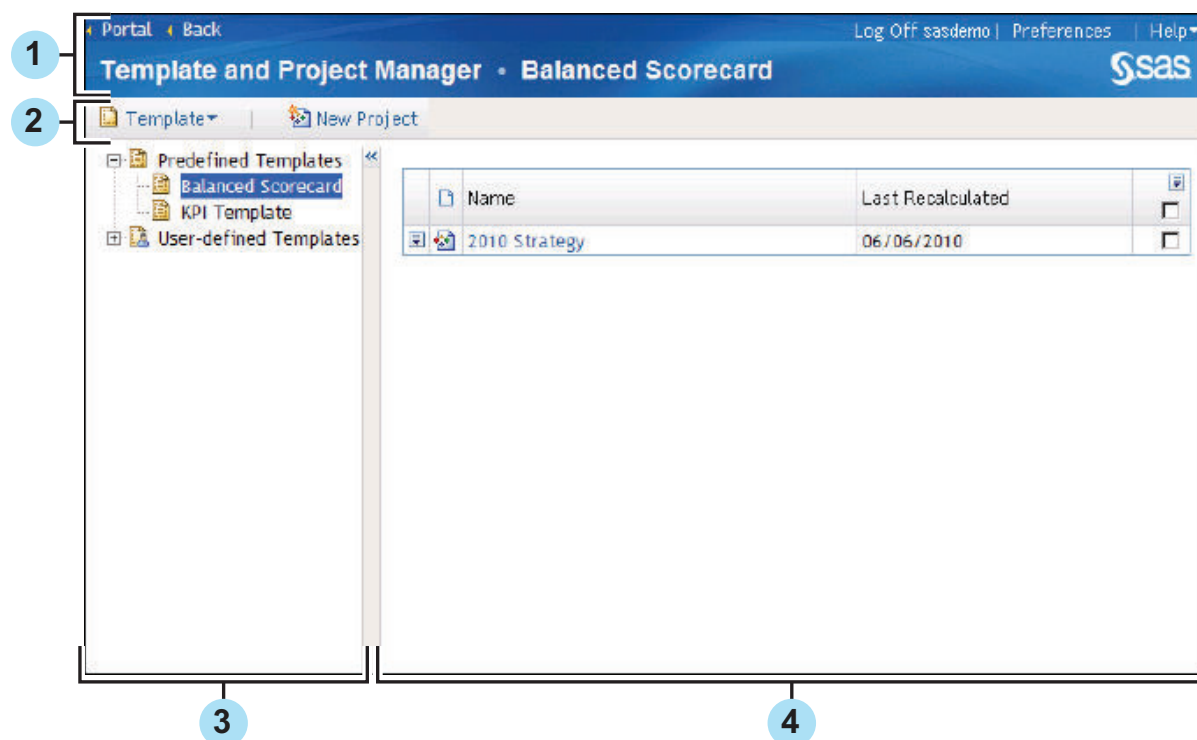 Portal Back
Log Off sasdemo | Preferences | Help
1
Template and Project Manager • Balanced Scorecard
sas
2
Template | New Project
Predefined Templates
Balanced Scorecard
KPI Template
User-defined Templates
Name Last Recalculated
2010 Strategy 06/06/2010
3
4